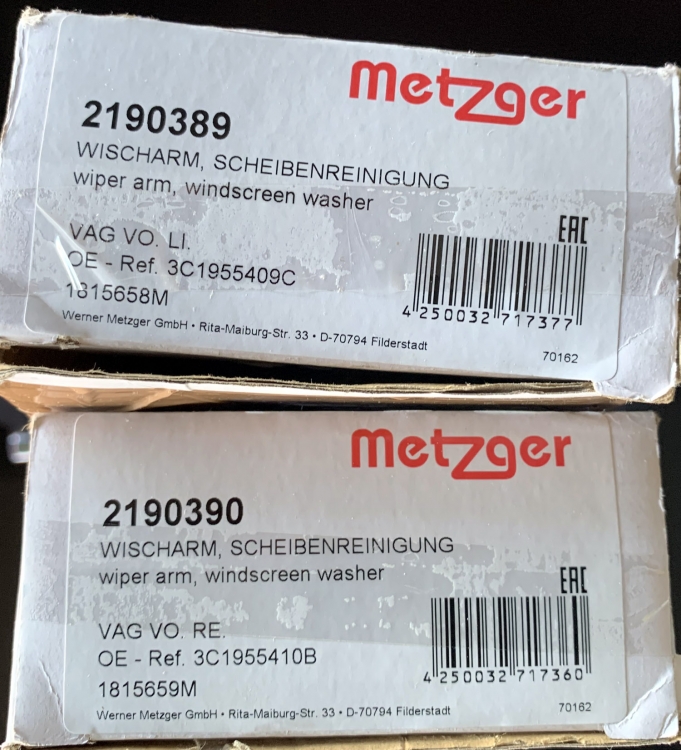 metzger
2190389
WISCHARM, SCHEIBENREINIGUNG
wiper arm, windscreen washer
VAG VO. LI.
OE - Ref. 3C1955409C
1815658M
EAC
4 250032 717377
Werner Metzger GmbH • Rita-Maiburg-Str. 33 • D-70794 Filderstadt
70162
metzger
2190390
WISCHARM, SCHEIBENREINIGUNG
wiper arm, windscreen washer
VAG VO. RE.
OE - Ref. 3C1955410B
1815659M
EAC
4 250032 717360
Werner Metzger GmbH • Rita-Maiburg-Str. 33 • D-70794 Filderstadt
70162